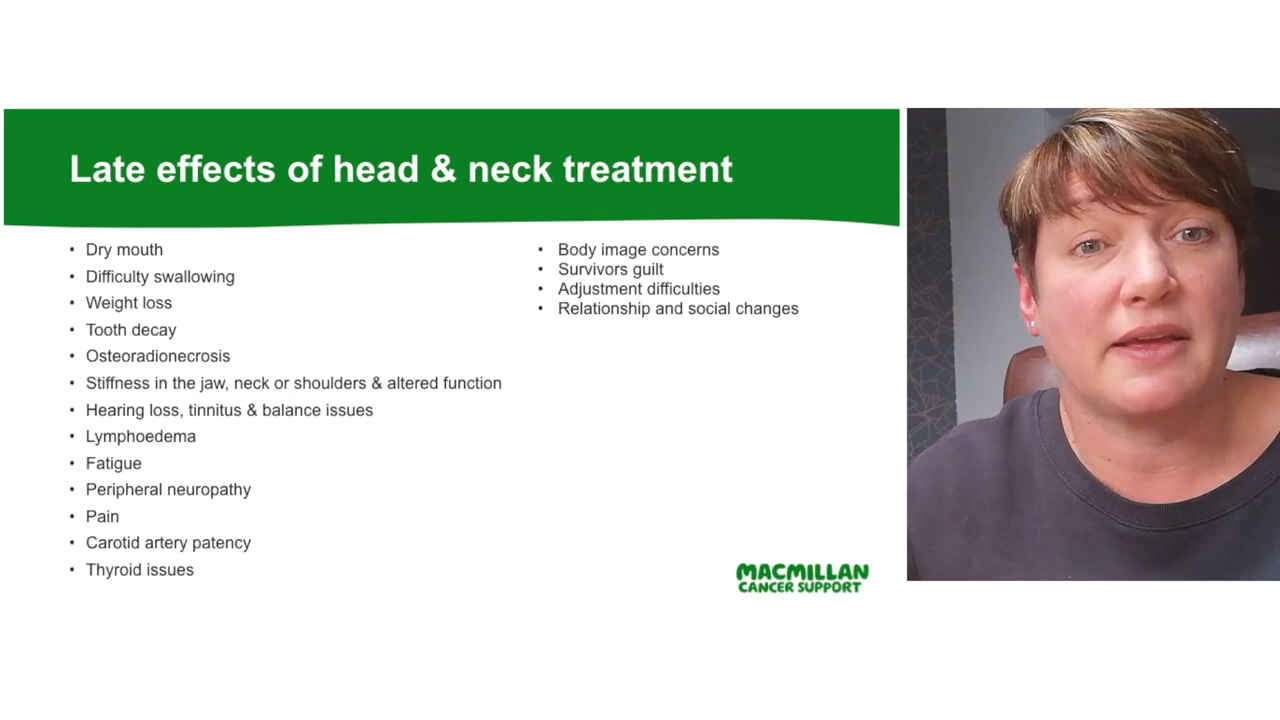 Late effects of head & neck treatment
• Dry mouth
• Difficulty swallowing
• Weight loss
• Tooth decay
• Osteoradionecrosis
• Stiffness in the jaw, neck or shoulders & altered function
• Hearing loss, tinnitus & balance issues
• Lymphoedema
• Fatigue
• Peripheral neuropathy
• Pain
• Carotid artery patency
• Thyroid issues
• Body image concerns
• Survivors guilt
• Adjustment difficulties
• Relationship and social changes
MACMILLAN
CANCER SUPPORT